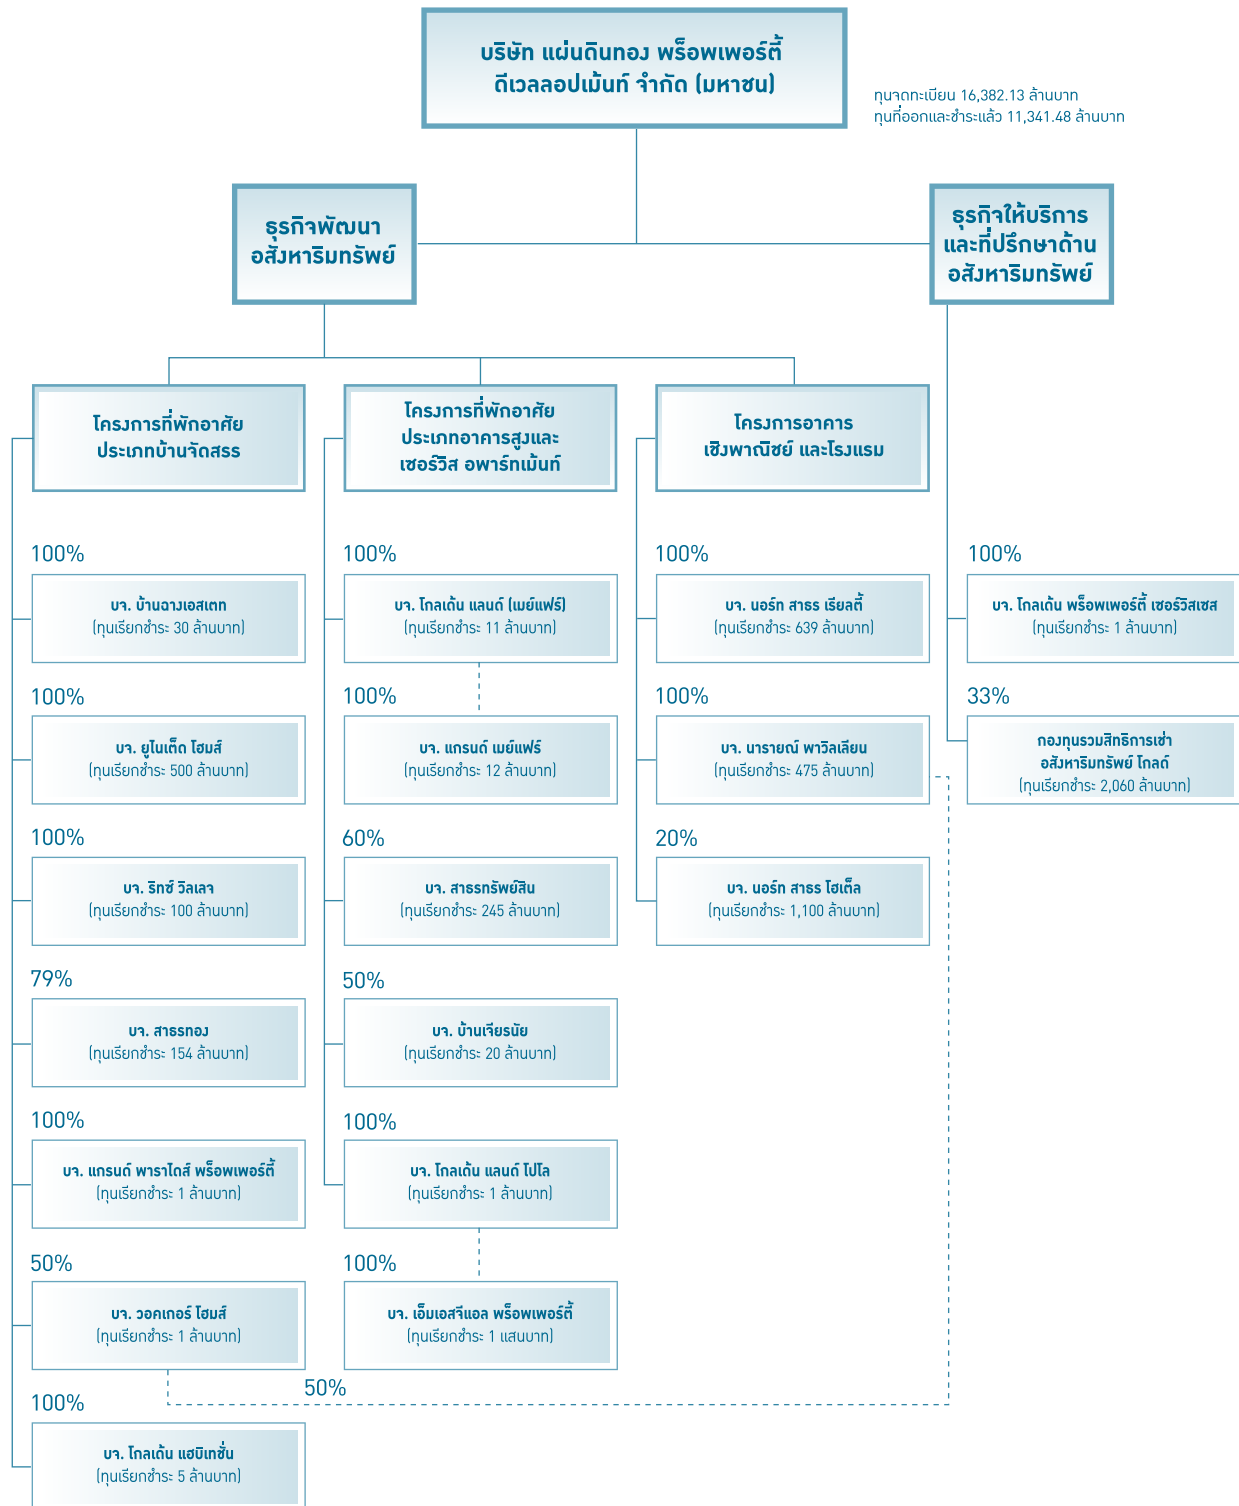 บริษัท แผ่นดินทอง พร็อพเพอร์ตี้
ดีเวลลอปเม้นท์ จำกัด (มหาชน)
ทุนจดทะเบียน 16,382.13 ล้านบาท
ทุนที่ออกและชำระแล้ว 11,341.48 ล้านบาท
ธุรกิจพัฒนา
อสังหาริมทรัพย์
ธุรกิจให้บริการ
และที่ปรึกษาด้าน
อสังหาริมทรัพย์
โครงการที่พักอาศัย
ประเภทบ้านจัดสรร
100%
บจ. บ้านฉางเอสเตท
(ทุนเรียกชำระ 30 ล้านบาท)
100%
บจ. ยูไนเต็ด โฮมส์
(ทุนเรียกชำระ 500 ล้านบาท)
100%
บจ. ริทซ์ วิลเลจ
(ทุนเรียกชำระ 100 ล้านบาท)
79%
บจ. สาธรทอง
(ทุนเรียกชำระ 154 ล้านบาท)
100%
บจ. แกรนด์ พาราไดส์ พร็อพเพอร์ตี้
(ทุนเรียกชำระ 1 ล้านบาท)
50%
บจ. วอคเกอร์ โฮมส์
(ทุนเรียกชำระ 1 ล้านบาท)
100%
บจ. โกลเด้น แฮบิเทชั่น
(ทุนเรียกชำระ 5 ล้านบาท)
โครงการที่พักอาศัย
ประเภทอาคารสูงและ
เซอร์วิส อพาร์ทเม้นท์
100%
บจ. โกลเด้น แลนด์ (เมย์แฟร์)
(ทุนเรียกชำระ 11 ล้านบาท)
100%
บจ. แกรนด์ เมย์แฟร์
(ทุนเรียกชำระ 12 ล้านบาท)
60%
บจ. สาธรทรัพย์สิน
(ทุนเรียกชำระ 245 ล้านบาท)
50%
บจ. บ้านเจียรนัย
(ทุนเรียกชำระ 20 ล้านบาท)
100%
บจ. โกลเด้น แลนด์ โปโล
(ทุนเรียกชำระ 1 ล้านบาท)
100%
บจ. เอ็มเอสจีแอล พร็อพเพอร์ตี้
(ทุนเรียกชำระ 1 แสนบาท)
50%
โครงการอาคาร
เชิงพาณิชย์ และโรงแรม
100%
บจ. นอร์ท สาธร เรียลตี้
(ทุนเรียกชำระ 639 ล้านบาท)
100%
บจ. นารายณ์ พาวิลเลียน
(ทุนเรียกชำระ 475 ล้านบาท)
20%
บจ. นอร์ท สาธร โฮเต็ล
(ทุนเรียกชำระ 1,100 ล้านบาท)
100%
บจ. โกลเด้น พร็อพเพอร์ตี้ เซอร์วิสเซส
(ทุนเรียกชำระ 1 ล้านบาท)
33%
กองทุนรวมสิทธิการเช่า
อสังหาริมทรัพย์ โกลด์
(ทุนเรียกชำระ 2,060 ล้านบาท)